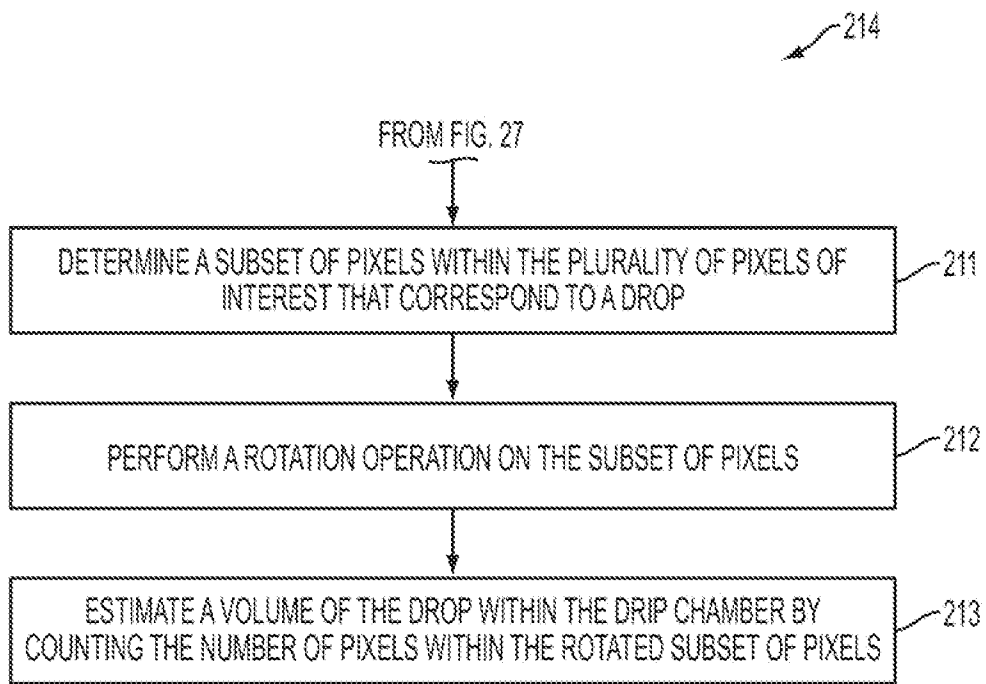 214
FROM FIG. 27
DETERMINE A SUBSET OF PIXELS WITHIN THE PLURALITY OF PIXELS OF
INTEREST THAT CORRESPOND TO A DROP
211
PERFORM A ROTATION OPERATION ON THE SUBSET OF PIXELS
212
ESTIMATE A VOLUME OF THE DROP WITHIN THE DRIP CHAMBER BY
COUNTING THE NUMBER OF PIXELS WITHIN THE ROTATED SUBSET OF PIXELS
213